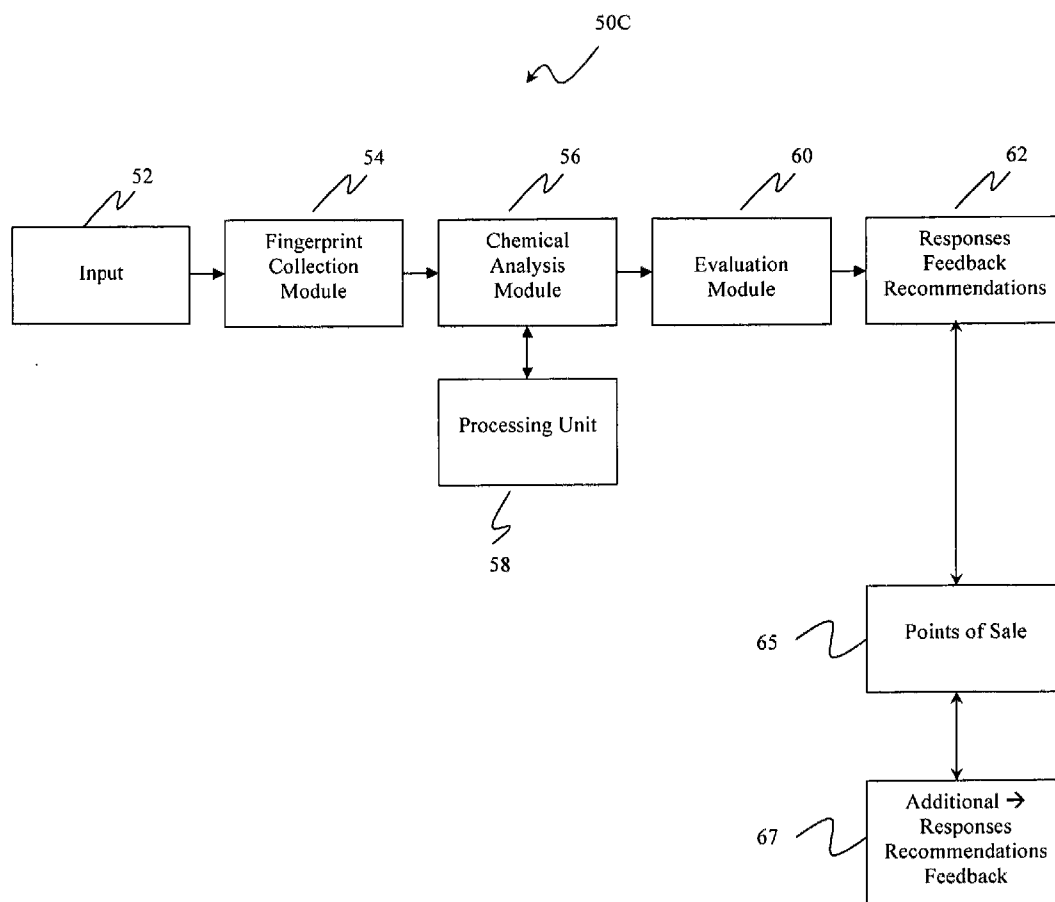 50C
52
54
56
60
62
Input
Fingerprint
Collection
Module
Chemical
Analysis
Module
Evaluation
Module
Responses
Feedback
Recommendations
Processing Unit
58
65
Points of Sale
67
Additional →
Responses
Recommendations
Feedback